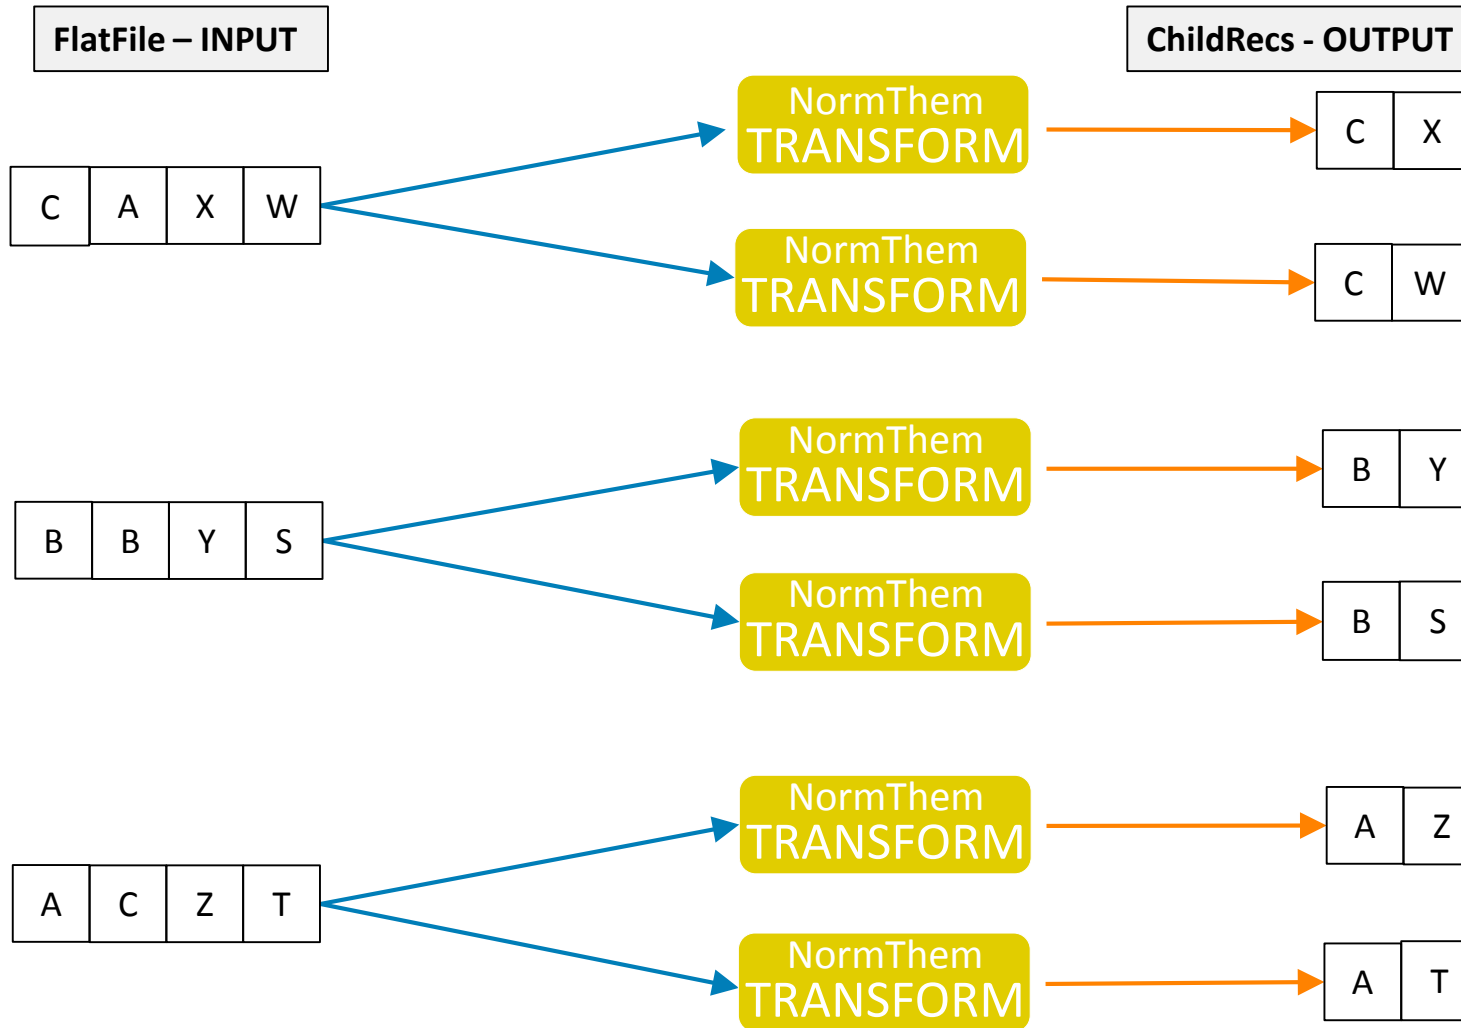 FlatFile – INPUT
ChildRecs - OUTPUT
NormThem
TRANSFORM
C X
C A X W
NormThem
TRANSFORM
C W
NormThem
TRANSFORM
B Y
B B Y S
NormThem
TRANSFORM
B S
NormThem
TRANSFORM
A Z
A C Z T
NormThem
TRANSFORM
A T